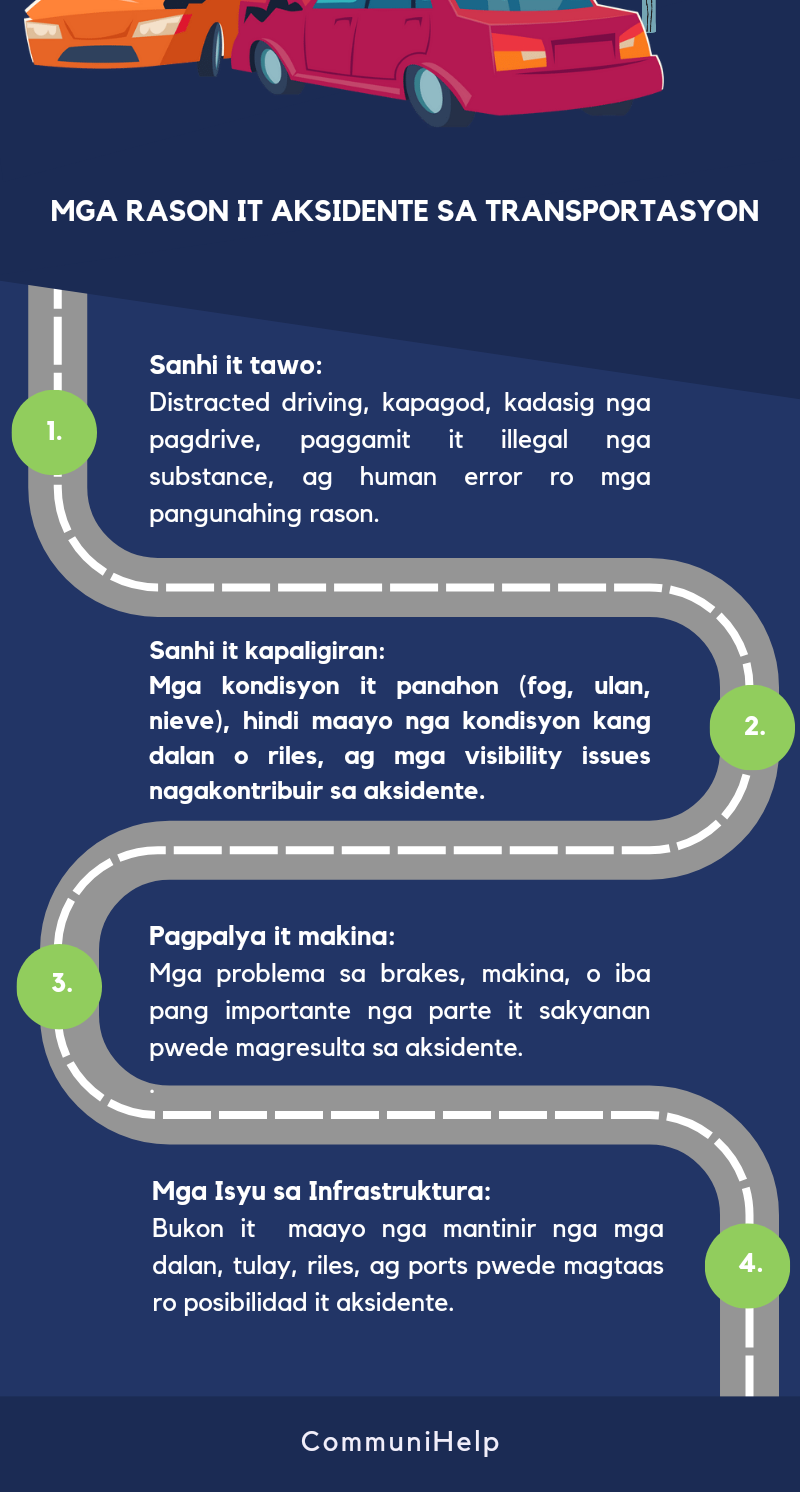 MGA RASON IT AKSIDENTE SA TRANSPORTASYON
Sanhi it tawo:
Distracted driving, kapagod, kadasig nga
pagdrive, paggamit it illegal nga
substance, ag human error ro mga
pangunahing rason.
1.
Sanhi it kapaligiran:
Mga kondisyon it panahon (fog, ulan,
nieve), hindi maayo nga kondisyon kang
dalan o riles, ag mga visibility issues
nagakontribuir sa aksidente.
2.
Pagpalya it makina:
Mga problema sa brakes, makina, o iba
pang importante nga parte it sakyanan
pwede magresulta sa aksidente.
.
3.
Mga Isyu sa Infrastruktura:
Bukon it maayo nga mantinir nga mga
dalan, tulay, riles, ag ports pwede magtaas
ro posibilidad it aksidente.
4.
CommuniHelp